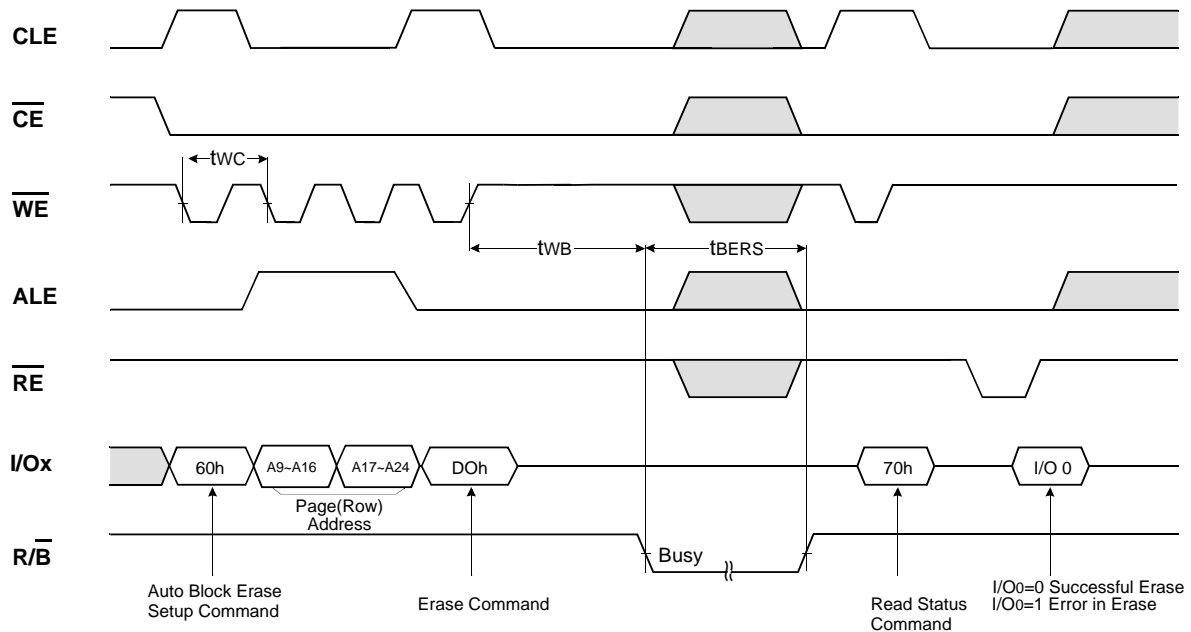 CLE
CE
tWC
WE
tWB
tBERS
ALE
RE
I/Ox
60h
A9~A16
A17~A24
DOh
70h
I/O 0
Page(Row)
Address
R/B
Busy
Auto Block Erase
Setup Command
Erase Command
Read Status
Command
I/O0=0 Successful Erase
I/O0=1 Error in Erase